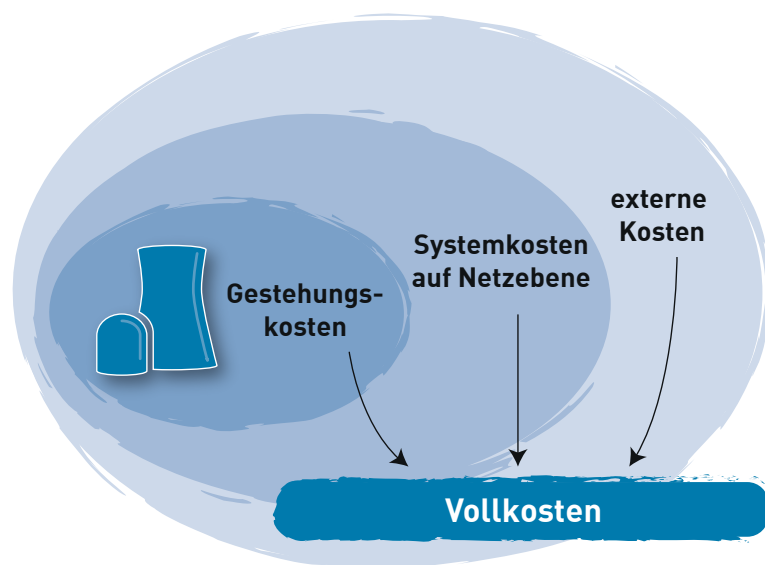 externe
Kosten
Systemkosten
auf Netzebene
Gestehungs-
kosten
Vollkosten